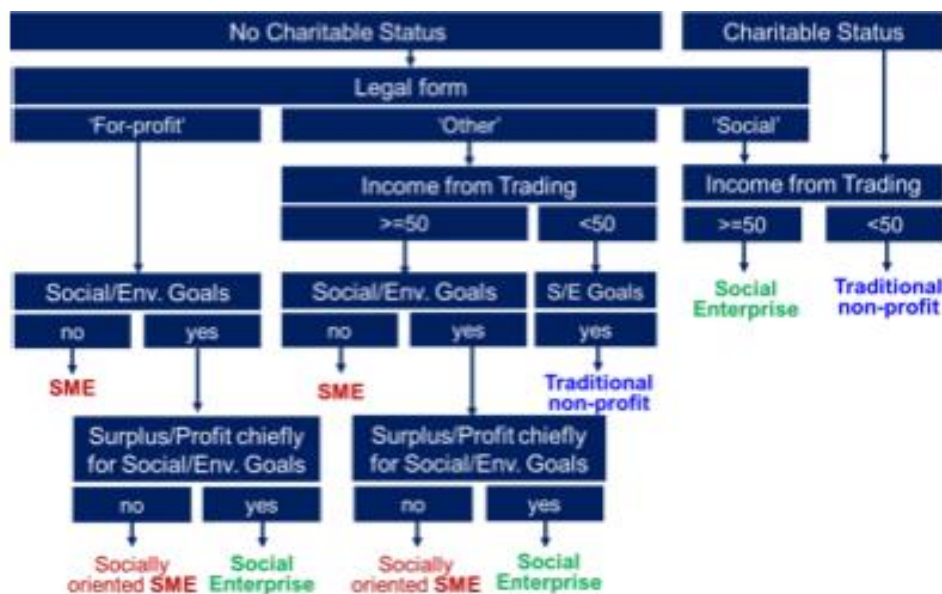 No Charitable Status
Charitable Status
Legal form
'For-profit'
'Other'
'Social'
Income from Trading
Income from Trading
>=50
<50
>=50
<50
Social/Env. Goals
Social/Env. Goals
S/E Goals
Social
Enterprise
Traditional
non-profit
no
yes
no
yes
yes
SME
SME
Traditional
non-profit
Surplus/Profit chiefly
for Social/Env. Goals
Surplus/Profit chiefly
for Social/Env. Goals
no
yes
no
yes
Socially
oriented SME
Social
Enterprise
Socially
oriented SME
Social
Enterprise